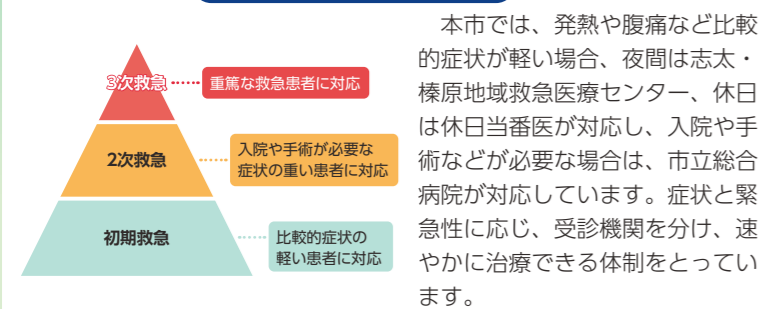 3次救急
重篤な救急患者に対応
2次救急
入院や手術が必要な
症状の重い患者に対応
初期救急
比較的症状の
軽い患者に対応
本市では、発熱や腹痛など比較
的症状が軽い場合、夜間は志太・
榛原地域救急医療センター、休日
は休日当番医が対応し、入院や手
術などが必要な場合は、市立総合
病院が対応しています。症状と緊
急性に応じ、受診機関を分け、速
やかに治療できる体制をとってい
ます。